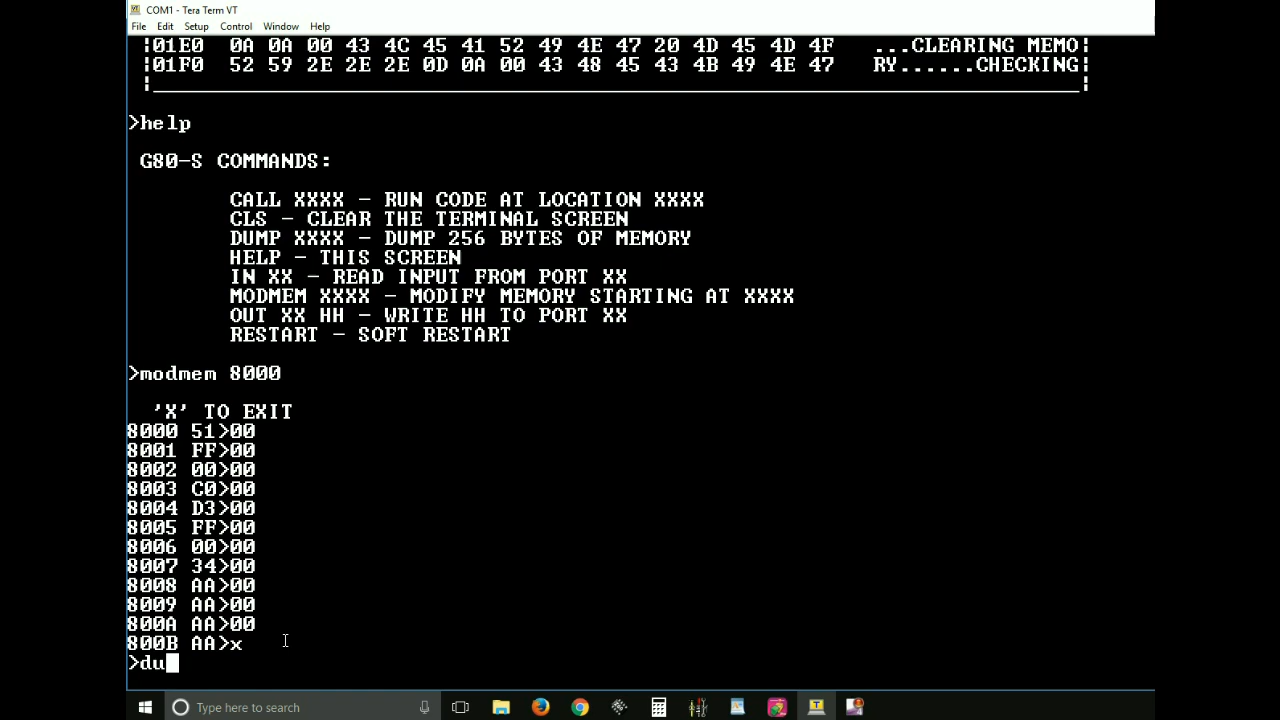 COM1 - Tera Term VT
File Edit Setup Control Window Help
¦01E0 0A 0A 00 43 4C 45 41 52 49 4E 47 20 4D 45 4D 4F ...CLEARING MEMO¦
¦01F0 52 59 2E 2E 2E 0D 0A 00 43 48 45 43 4B 49 4E 47 RY......CHECKING¦
>help
G80-S COMMANDS:
CALL XXXX - RUN CODE AT LOCATION XXXX
CLS - CLEAR THE TERMINAL SCREEN
DUMP XXXX - DUMP 256 BYTES OF MEMORY
HELP - THIS SCREEN
IN XX - READ INPUT FROM PORT XX
MODMEM XXXX - MODIFY MEMORY STARTING AT XXXX
OUT XX HH - WRITE HH TO PORT XX
RESTART - SOFT RESTART
>modmem 8000
'X' TO EXIT
8000 51>00
8001 FF>00
8002 00>00
8003 C0>00
8004 D3>00
8005 FF>00
8006 00>00
8007 34>00
8008 AA>00
8009 AA>00
800A AA>00
800B AA>x
>du
Type here to search